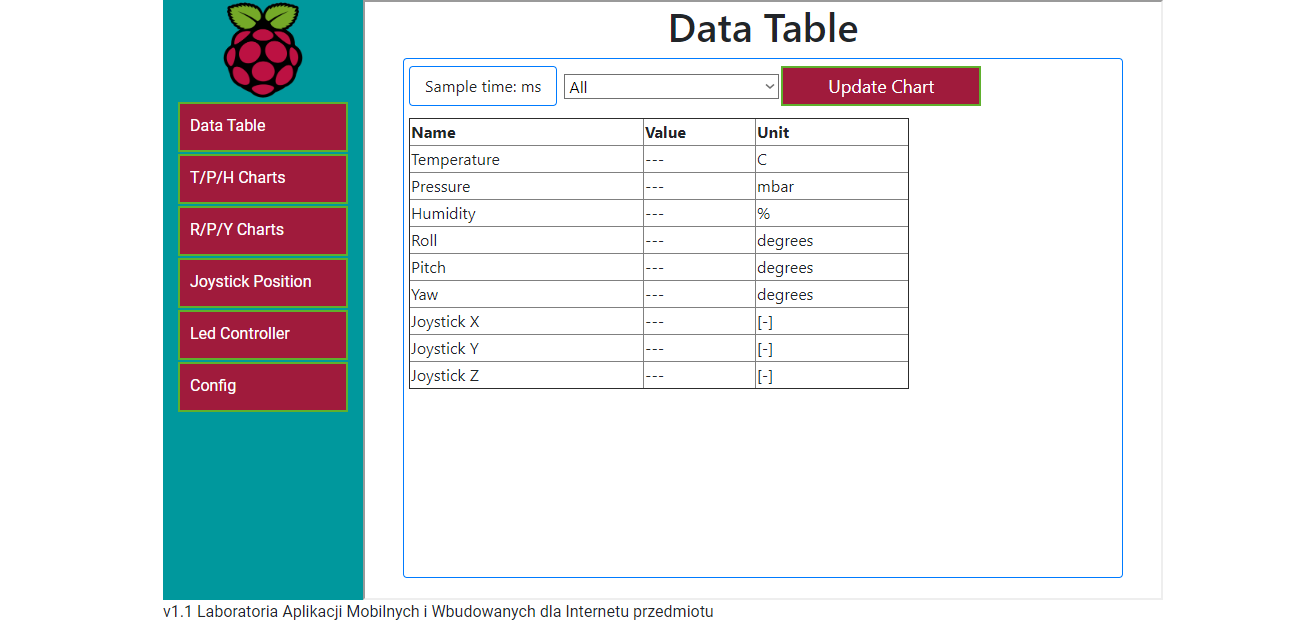 Data Table
Data Table
T/P/H Charts
R/P/Y Charts
Joystick Position
Led Controller
Config
Sample time: ms All Update Chart
Name Value Unit
Temperature --- C
Pressure --- mbar
Humidity --- %
Roll --- degrees
Pitch --- degrees
Yaw --- degrees
Joystick X --- [-]
Joystick Y --- [-]
Joystick Z --- [-]
v1.1 Laboratoria Aplikacji Mobilnych i Wbudowanych dla Internetu przedmiotu